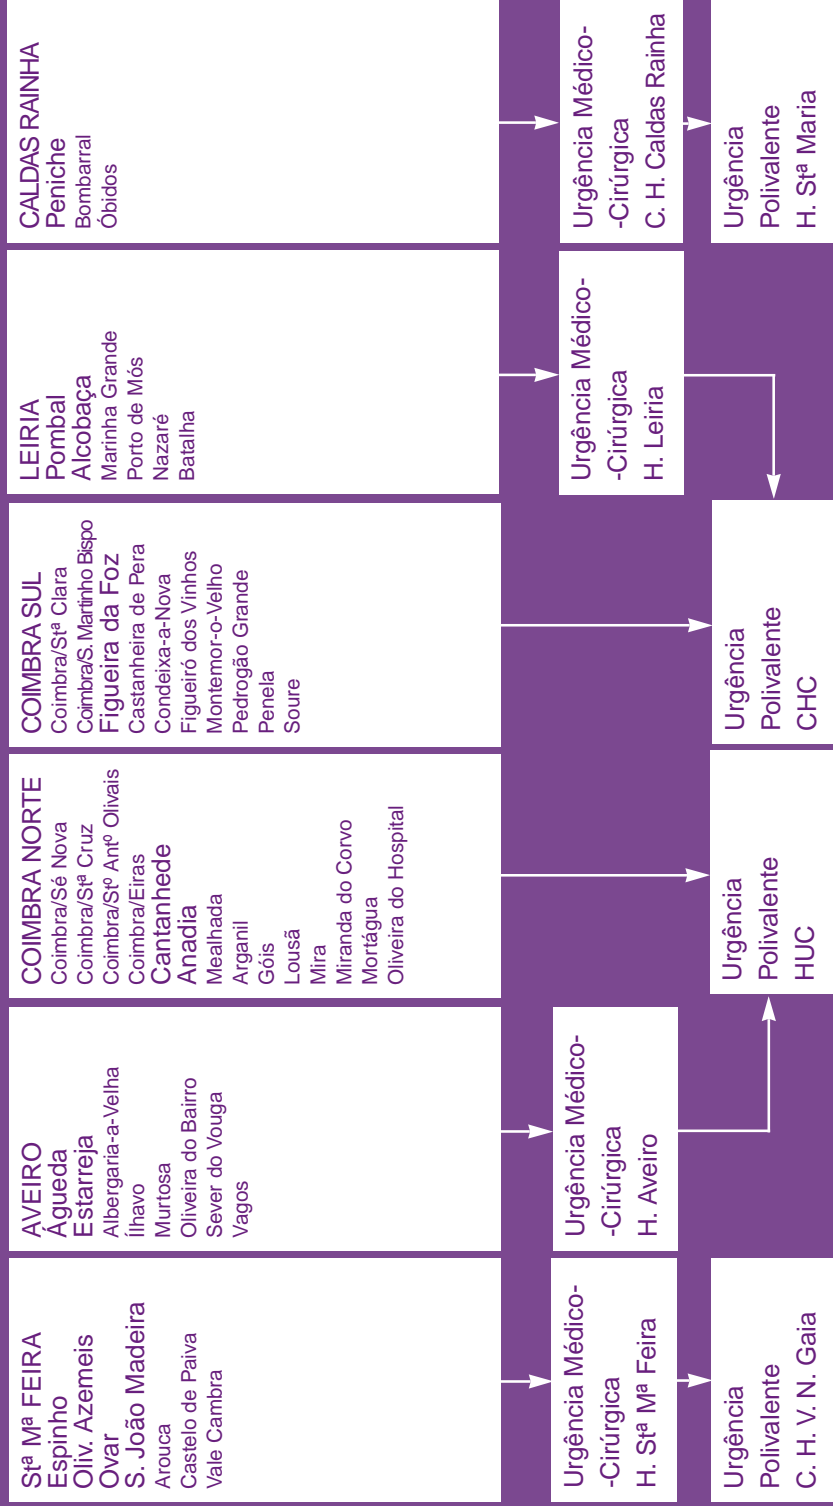 Stª Mª FEIRA
Espinho
Oliv. Azemeis
Ovar
S. João Madeira
Arouca
Castelo de Paiva
Vale Cambra
AVEIRO
Águeda
Estarreja
Albergaria-a-Velha
Ílhavo
Murtosa
Oliveira do Bairro
Sever do Vouga
Vagos
COIMBRA NORTE
Coimbra/Sé Nova
Coimbra/Stª Cruz
Coimbra/Stº Antº Olivais
Coimbra/Eiras
Cantanhede
Anadia
Mealhada
Arganil
Góis
Lousã
Mira
Miranda do Corvo
Mortágua
Oliveira do Hospital
COIMBRA SUL
Coimbra/Stª Clara
Coimbra/S. Martinho Bispo
Figueira da Foz
Castanheira de Pera
Condeixa-a-Nova
Figueiró dos Vinhos
Montemor-o-Velho
Pedrogão Grande
Penela
Soure
LEIRIA
Pombal
Alcobaça
Marinha Grande
Porto de Mós
Nazaré
Batalha
CALDAS RAINHA
Peniche
Bombarral
Óbidos
Urgência Médico-
-Cirúrgica
H. Stª Mª Feira
Urgência Médico-
-Cirúrgica
H. Aveiro
Urgência Médico-
-Cirúrgica
H. Leiria
Urgência Médico-
-Cirúrgica
C. H. Caldas Rainha
Urgência
Polivalente
C. H. V. N. Gaia
Urgência
Polivalente
HUC
Urgência
Polivalente
CHC
Urgência
Polivalente
H. Stª Maria